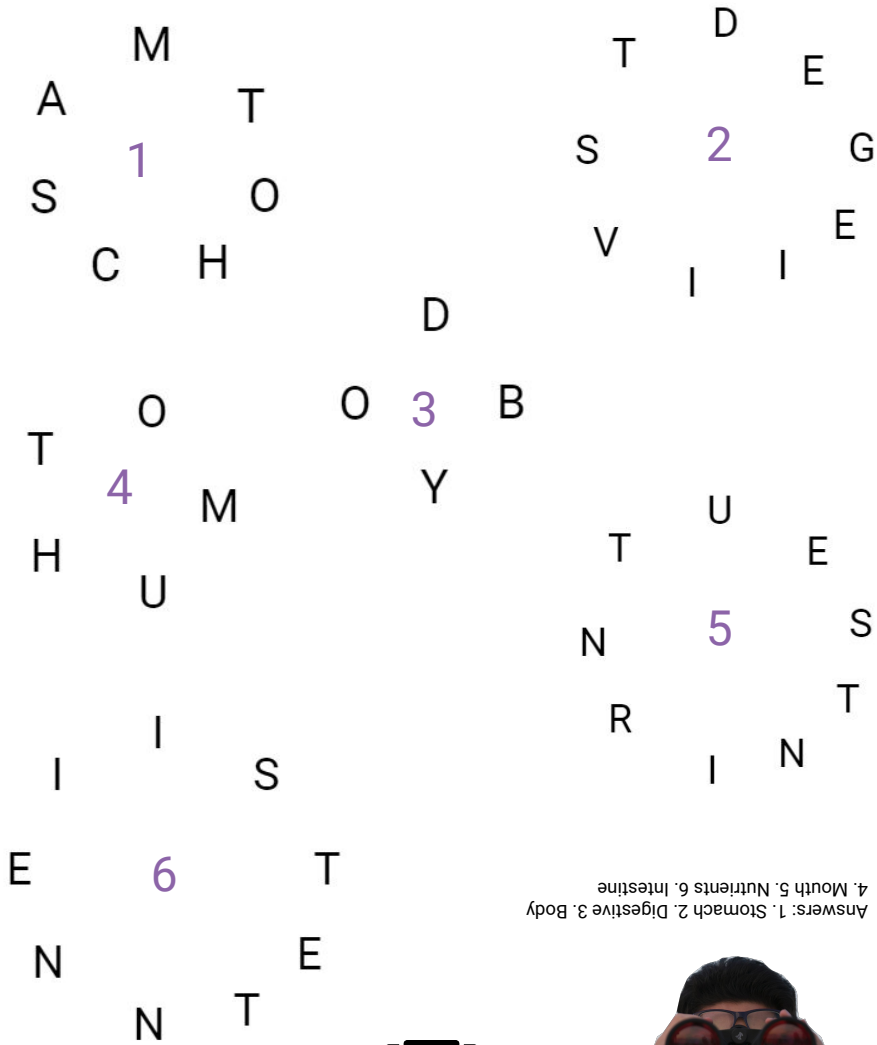 M
A
T
1
S
O
C
H
D
T
E
2
S
G
V
E
I
I
D
O
3
B
Y
O
T
4
M
H
U
U
T
E
5
N
S
R
T
I
N
I
I
S
E
6
T
N
E
N
T
Answers: 1. Stomach 2. Digestive 3. Body
4. Mouth 5. Nutrients 6. Intestine